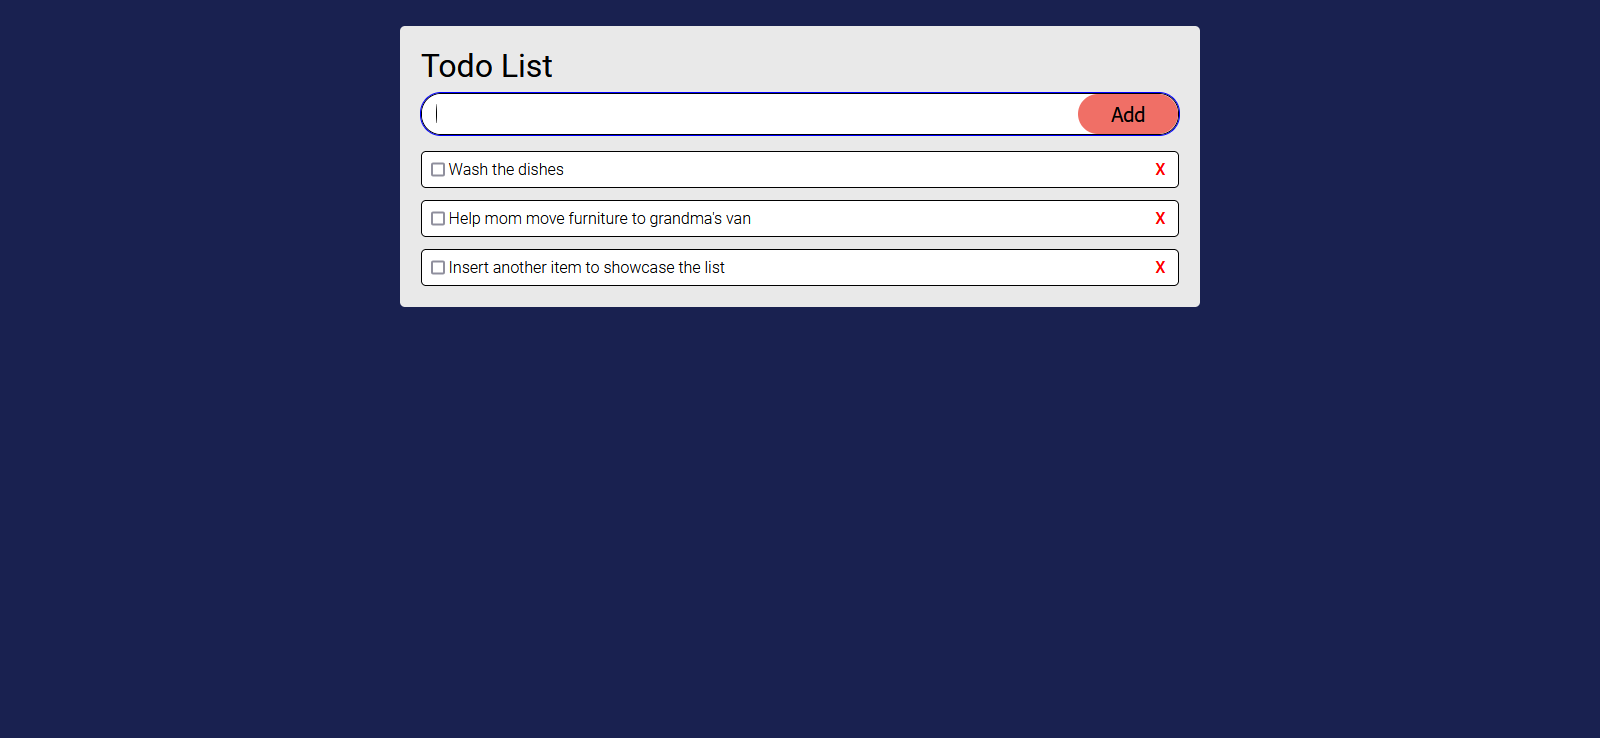 Todo List
Add
Wash the dishes X
Help mom move furniture to grandma's van X
Insert another item to showcase the list X